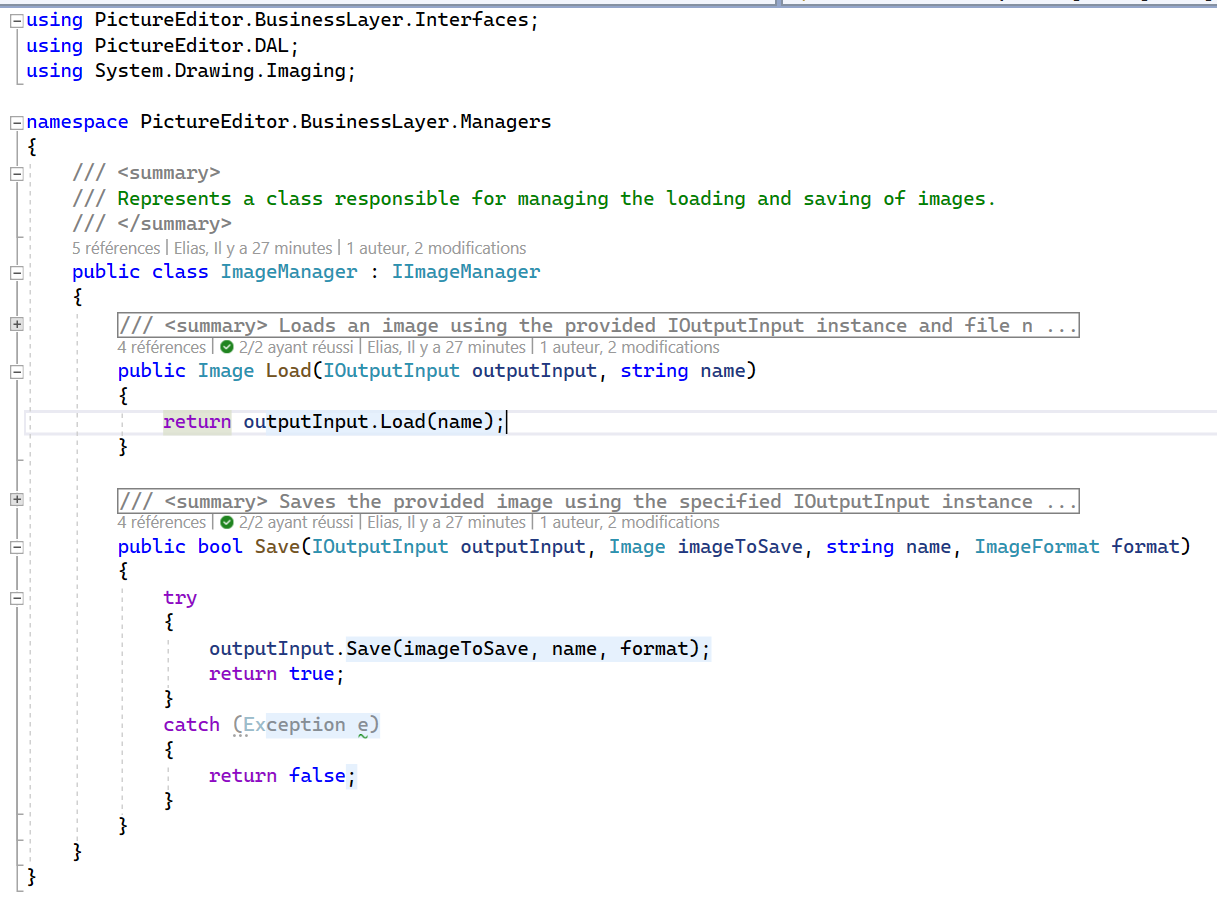 using PictureEditor.BusinessLayer.Interfaces;
using PictureEditor.DAL;
using System.Drawing.Imaging;
namespace PictureEditor.BusinessLayer.Managers
{
/// <summary>
/// Represents a class responsible for managing the loading and saving of images.
/// </summary>
5 références | Elias, Il y a 27 minutes | 1 auteur, 2 modifications
public class ImageManager : IImageManager
{
/// <summary> Loads an image using the provided IOutputInput instance and file n ...
4 références | 2/2 ayant réussi | Elias, Il y a 27 minutes | 1 auteur, 2 modifications
public Image Load(IOutputInput outputInput, string name)
{
return outputInput.Load(name);
}
/// <summary> Saves the provided image using the specified IOutputInput instance ...
4 références | 2/2 ayant réussi | Elias, Il y a 27 minutes | 1 auteur, 2 modifications
public bool Save(IOutputInput outputInput, Image imageToSave, string name, ImageFormat format)
{
try
{
outputInput.Save(imageToSave, name, format);
return true;
}
catch (Exception e)
{
return false;
}
}
}
}